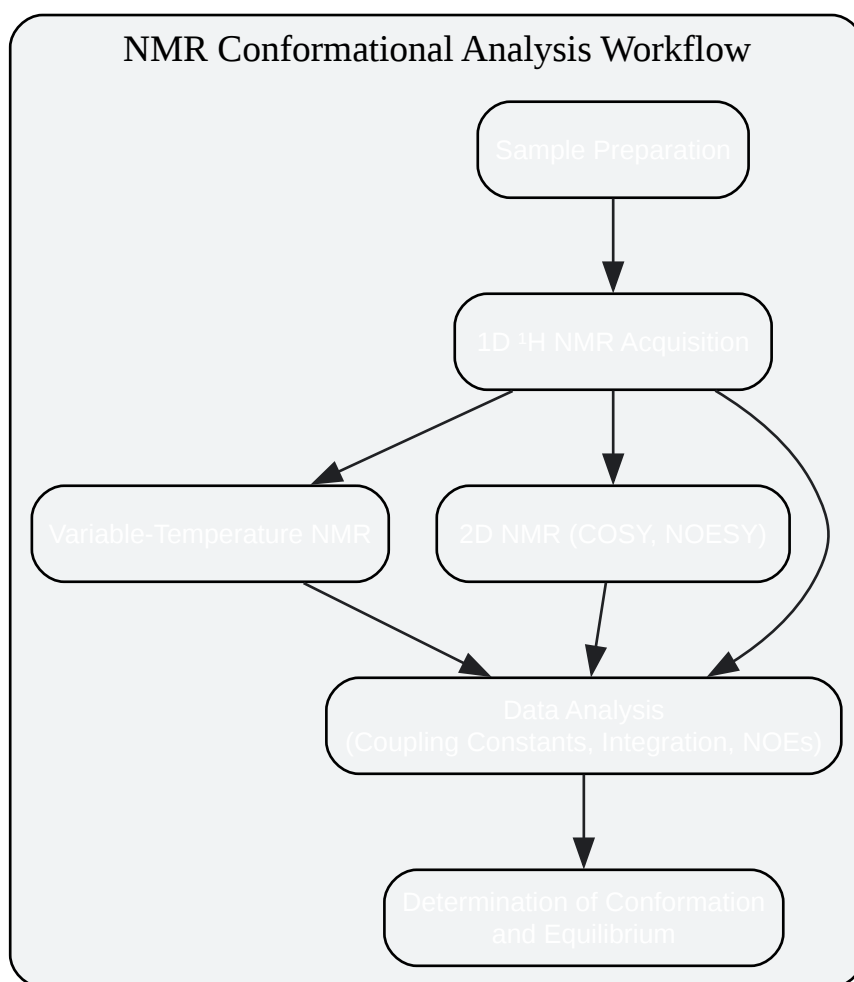 NMR Conformational Analysis Workflow
Sample Preparation
1D ¹H NMR Acquisition
Variable-Temperature NMR
2D NMR (COSY, NOESY)
Data Analysis
(Coupling Constants, Integration, NOEs)
Determination of Conformation
and Equilibrium